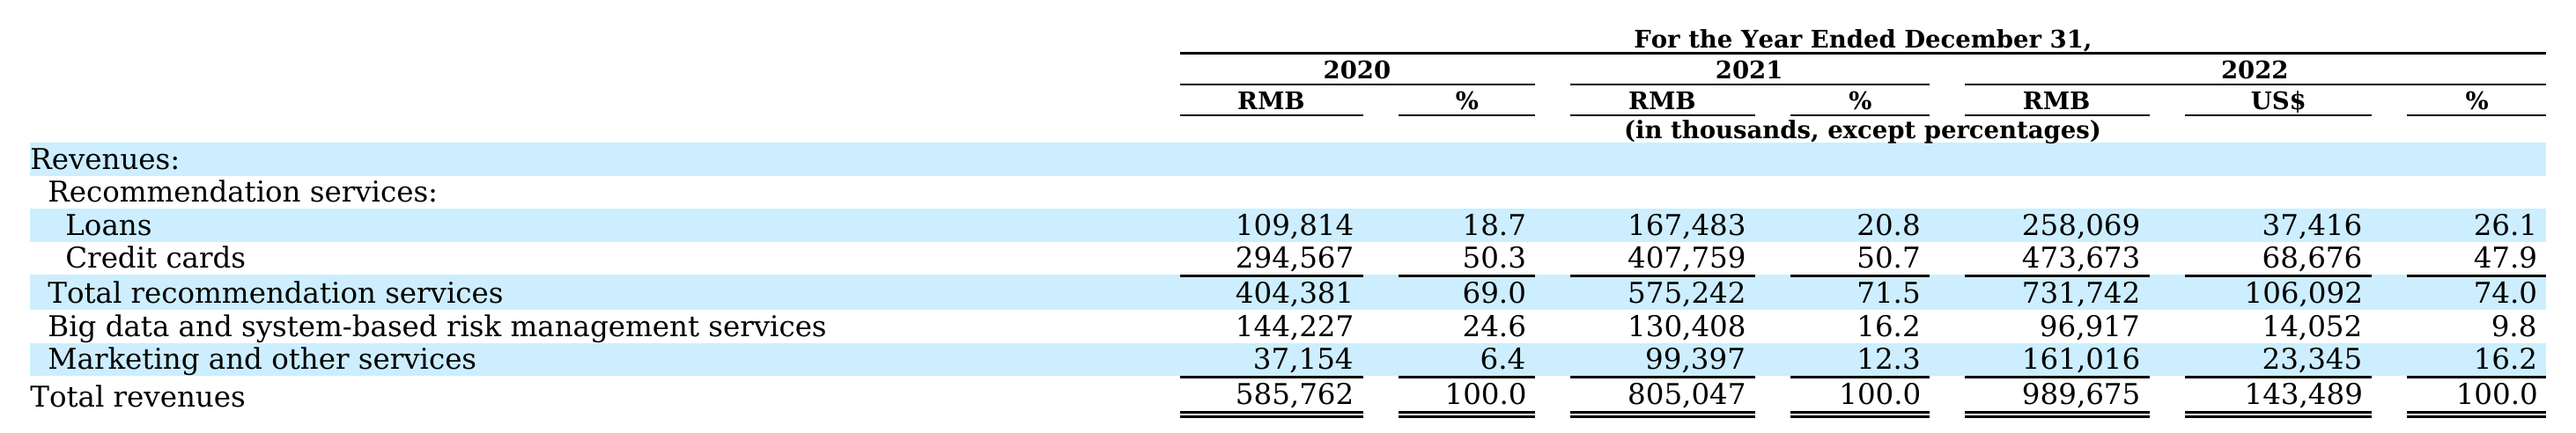 For the Year Ended December 31,
2020 2021 2022
RMB % RMB % RMB US$ %
(in thousands, except percentages)
Revenues:
Recommendation services:
Loans 109,814 18.7 167,483 20.8 258,069 37,416 26.1
Credit cards 294,567 50.3 407,759 50.7 473,673 68,676 47.9
Total recommendation services 404,381 69.0 575,242 71.5 731,742 106,092 74.0
Big data and system-based risk management services 144,227 24.6 130,408 16.2 96,917 14,052 9.8
Marketing and other services 37,154 6.4 99,397 12.3 161,016 23,345 16.2
Total revenues 585,762 100.0 805,047 100.0 989,675 143,489 100.0